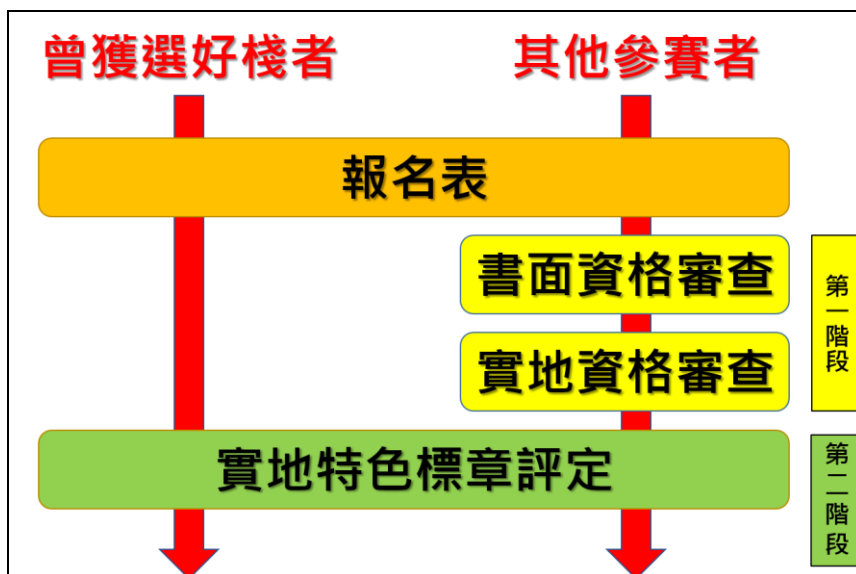 曾獲選好棧者
其他參賽者
報名表
書面資格審查
實地資格審查
第一階段
實地特色標章評定
第二階段